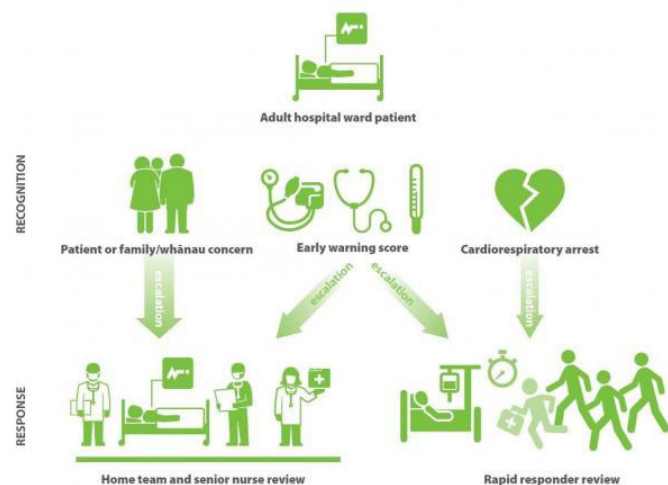 Adult hospital ward patient
RECOGNITION
Patient or family/whānau concern
Early warning score
Cardiorespiratory arrest
escalation
escalation
escalation
escalation
RESPONSE
Home team and senior nurse review
Rapid responder review